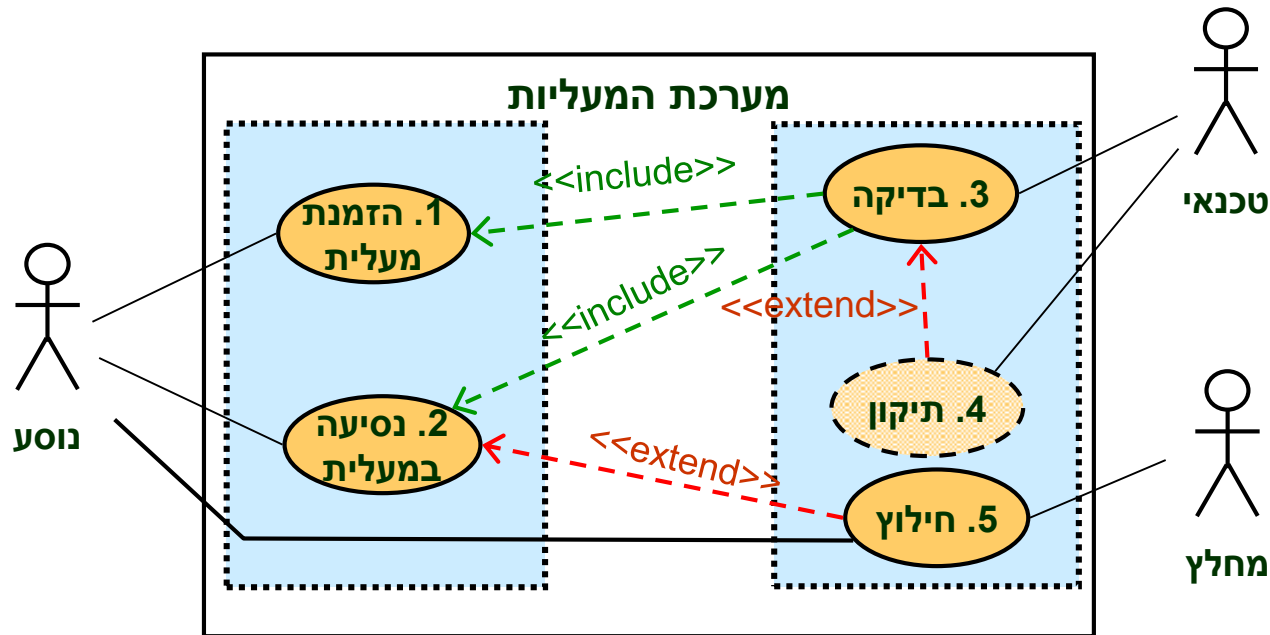 מערכת המעליות
<<include>>
1. הזמנת
מעלית
3. בדיקה
טכנאי
<<include>>
<<extend>>
2. נסיעה
במעלית
4. תיקון
נוסע
<<extend>>
5. חילוץ
מחלץ